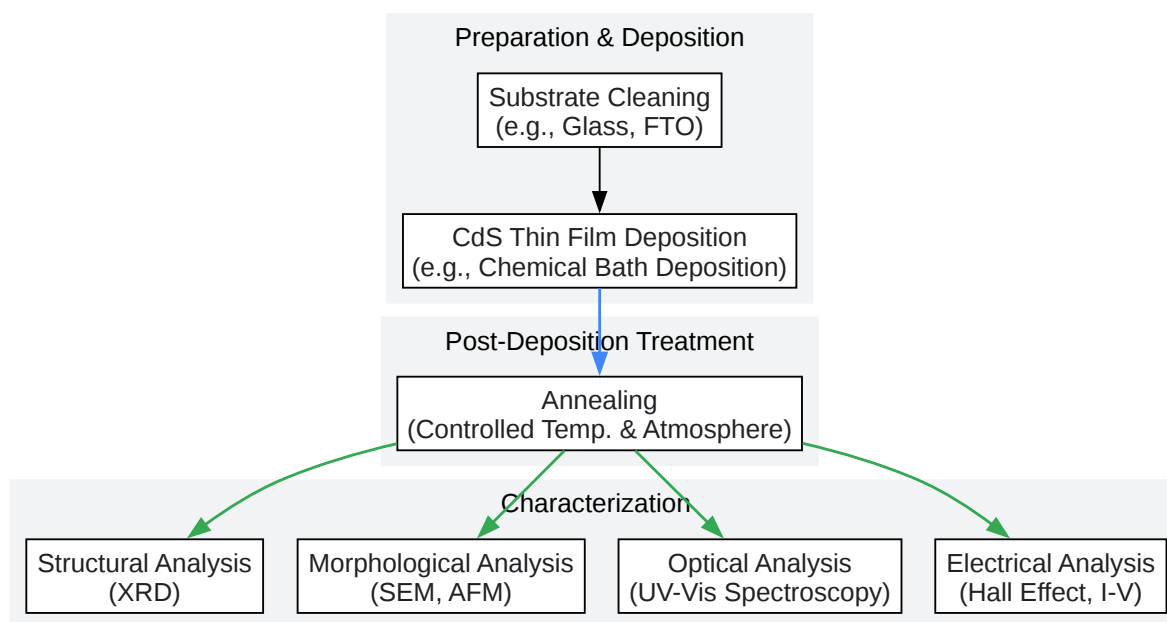 Preparation & Deposition
Substrate Cleaning
(e.g., Glass, FTO)
CdS Thin Film Deposition
(e.g., Chemical Bath Deposition)
Post-Deposition Treatment
Annealing
(Controlled Temp. & Atmosphere)
Characterization
Structural Analysis
(XRD)
Morphological Analysis
(SEM, AFM)
Optical Analysis
(UV-Vis Spectroscopy)
Electrical Analysis
(Hall Effect, I-V)